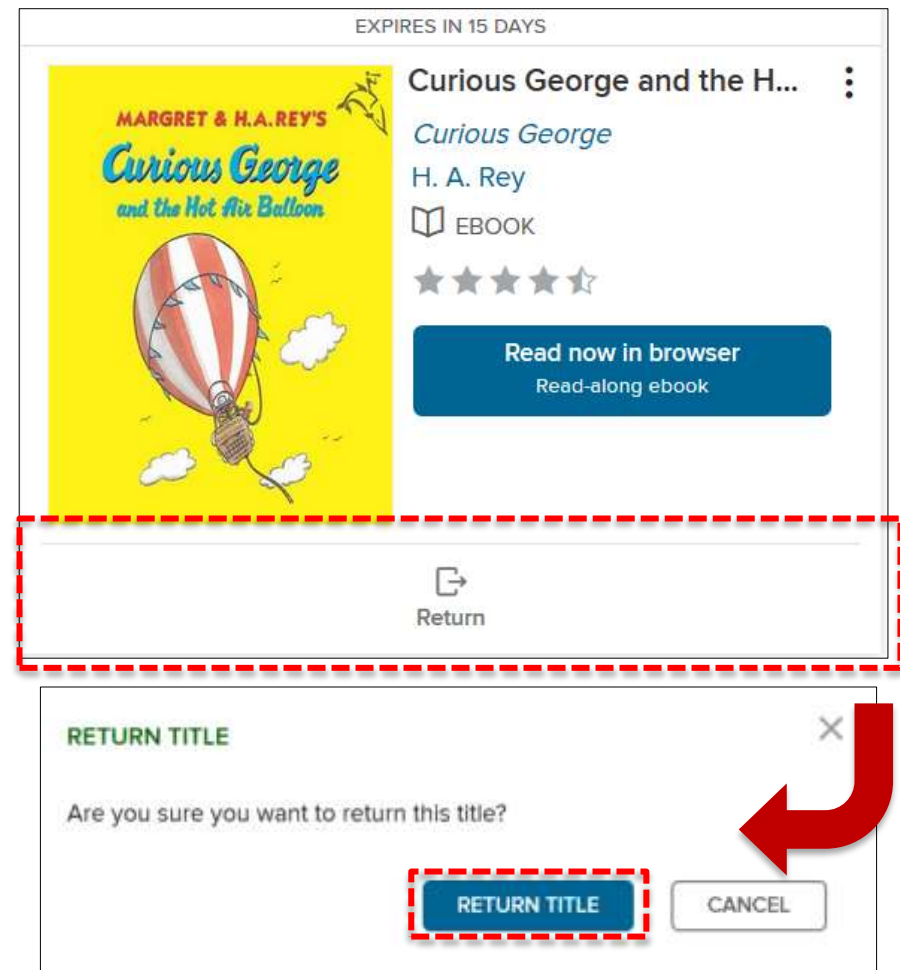 EXPIRES IN 15 DAYS
MARGRET & H.A.REY'S
Curious George
and the Hot Air Balloon
Curious George and the H...
Curious George
H. A. Rey
EBOOK
Read now in browser
Read-along ebook
Return
RETURN TITLE
Are you sure you want to return this title?
RETURN TITLE
CANCEL